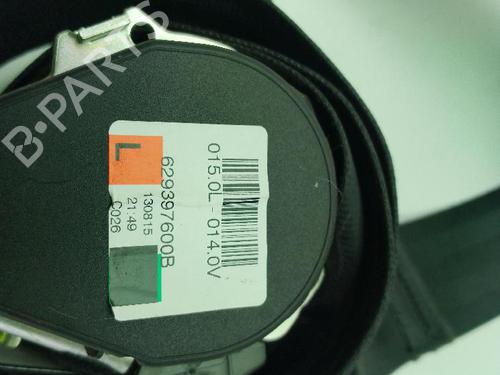 B-PARTS
015.0L - 014.0V
629397600B
L
130815
21:49
C026